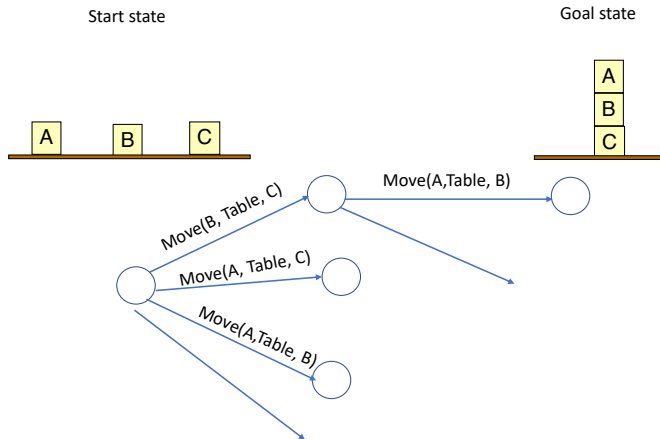 Start state
Goal state
A
B
C
A
B
C
Move(B, Table, C)
Move(A,Table, B)
Move(A, Table, C)
Move(A,Table, B)